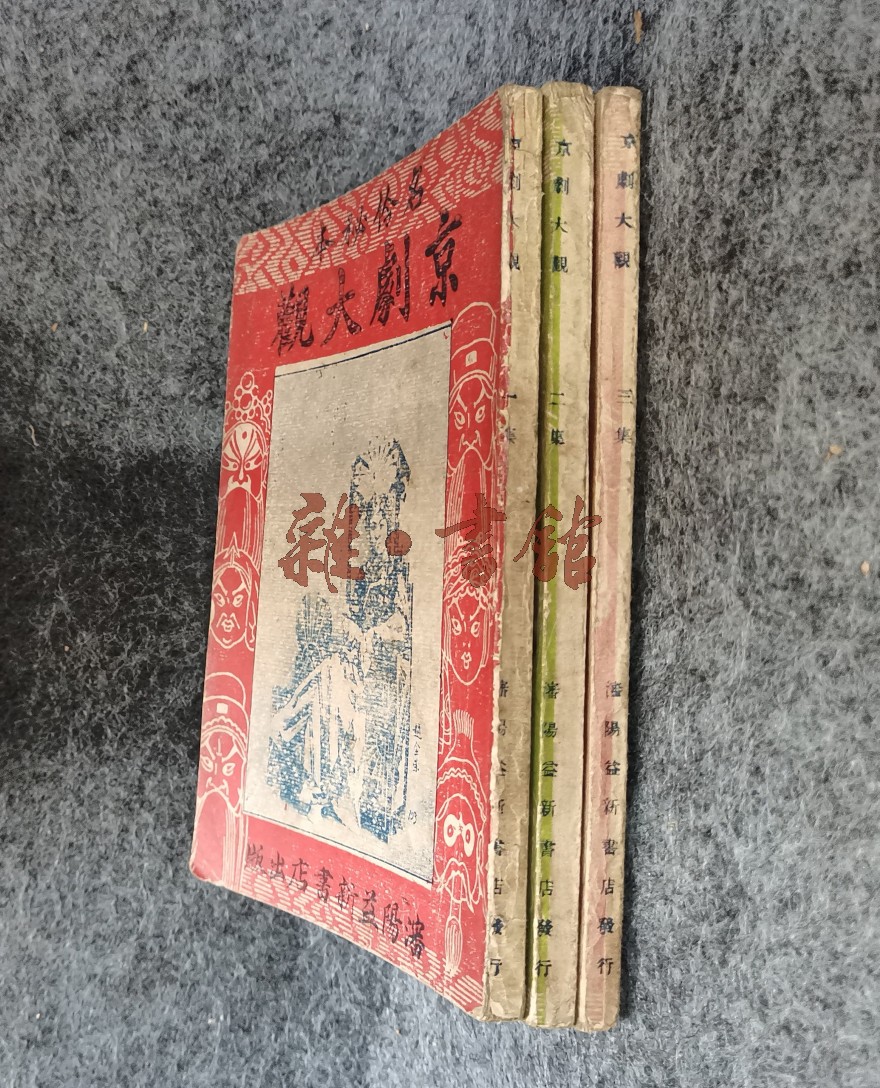 名伶秘本
京劇大觀
瀋陽益新書店出版
京劇大觀 一集 瀋陽益新書店發行
京劇大觀 二集 瀋陽益新書店發行
京劇大觀 三集 瀋陽益新書店發行
雜·書館